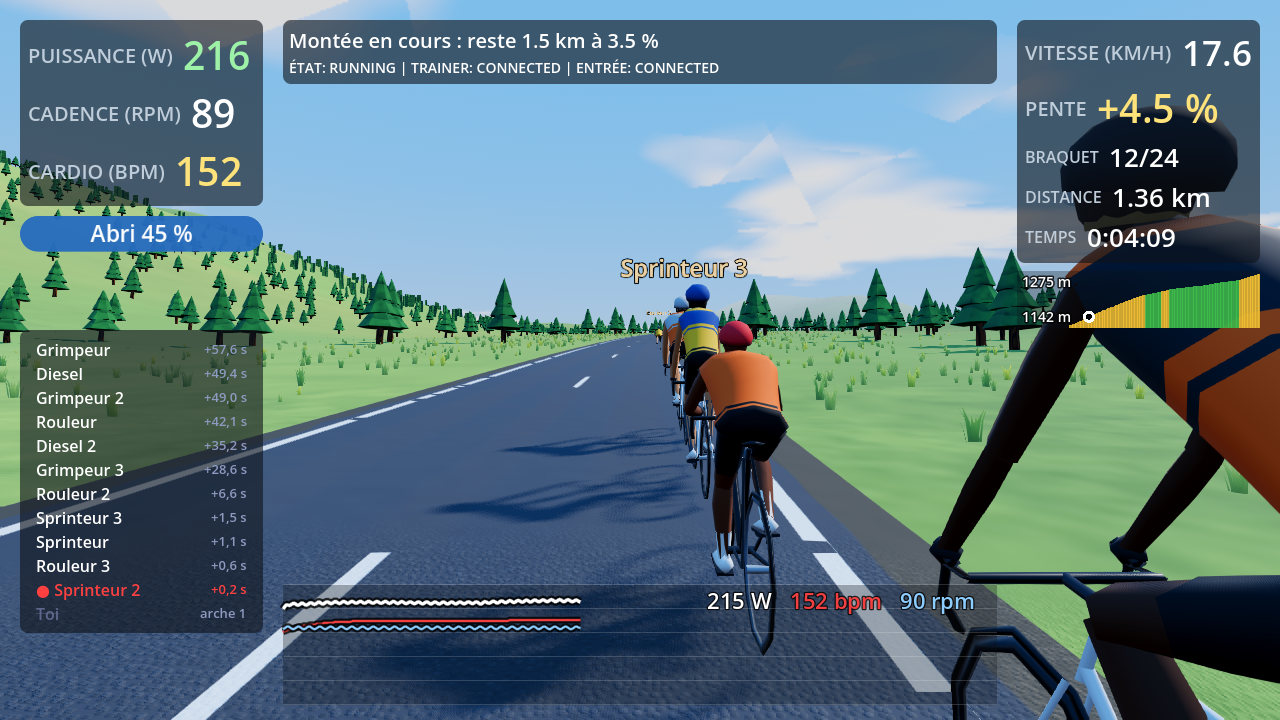 PUISSANCE (W) 216
CADENCE (RPM) 89
CARDIO (BPM) 152
Abri 45 %
Montée en cours : reste 1.5 km à 3.5 %
ÉTAT: RUNNING | TRAINER: CONNECTED | ENTRÉE: CONNECTED
VITESSE (KM/H) 17.6
PENTE +4.5 %
BRAQUET 12/24
DISTANCE 1.36 km
TEMPS 0:04:09
1275 m
1142 m
Sprinteur 3
Grimpeur +57,6 s
Diesel +49,4 s
Grimpeur 2 +49,0 s
Rouleur +42,1 s
Diesel 2 +35,2 s
Grimpeur 3 +28,6 s
Rouleur 2 +6,6 s
Sprinteur 3 +1,5 s
Sprinteur +1,1 s
Rouleur 3 +0,6 s
Sprinteur 2 +0,2 s
Toi arche 1
215 W 152 bpm 90 rpm